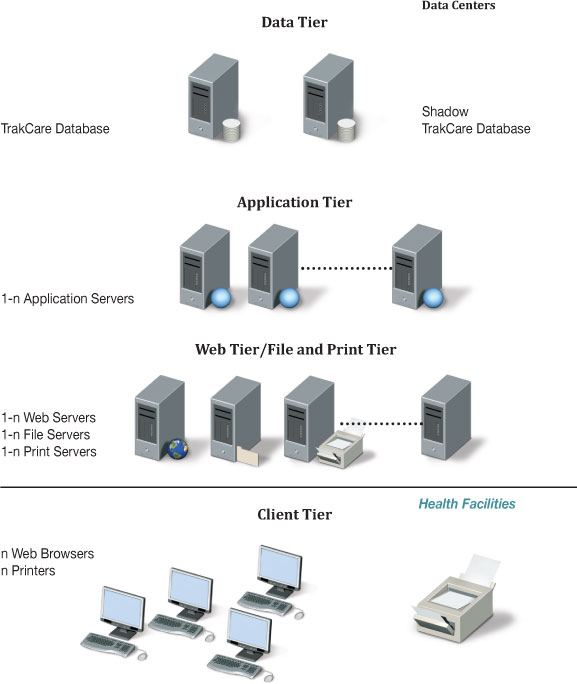 Data Centers
Data Tier
TrakCare Database
Shadow
TrakCare Database
Application Tier
1-n Application Servers
Web Tier/File and Print Tier
1-n Web Servers
1-n File Servers
1-n Print Servers
Health Facilities
Client Tier
n Web Browsers
n Printers